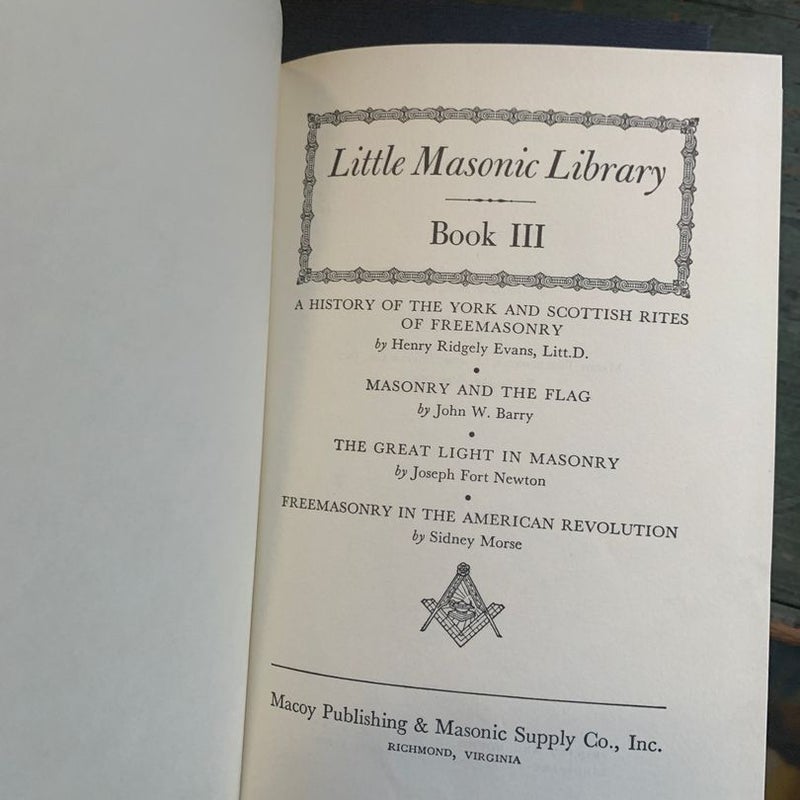 Little Masonic Library
Book III
A HISTORY OF THE YORK AND SCOTTISH RITES
OF FREEMASONRY
by Henry Ridgely Evans, Litt.D.
MASONRY AND THE FLAG
by John W. Barry
THE GREAT LIGHT IN MASONRY
by Joseph Fort Newton
FREEMASONRY IN THE AMERICAN REVOLUTION
by Sidney Morse
Macoy Publishing & Masonic Supply Co., Inc.
RICHMOND, VIRGINIA